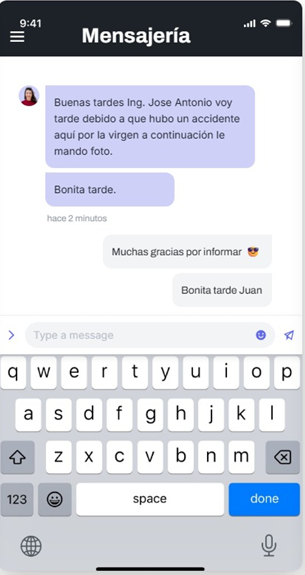 9:41
Mensajería
Buenas tardes Ing. Jose Antonio voy
tarde debido a que hubo un accidente
aquí por la virgen a continuación le
mando foto.
Bonita tarde.
hace 2 minutos
Muchas gracias por informar 😎
Bonita tarde Juan
Type a message
q w e r t y u i o p
a s d f g h j k l
z x c v b n m
123 space done